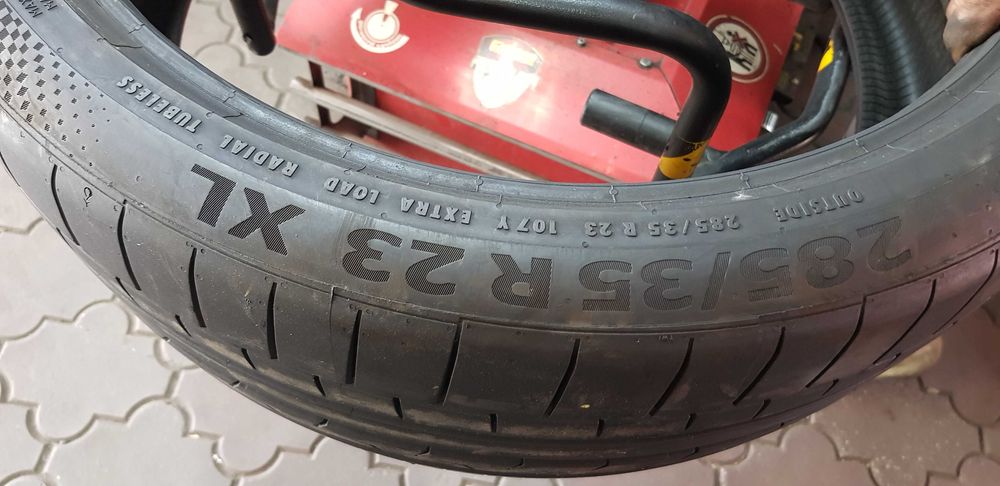 OUTSIDE 285/35 R 23 107 Y EXTRA LOAD RADIAL TUBELESS
285/35 R 23 XL